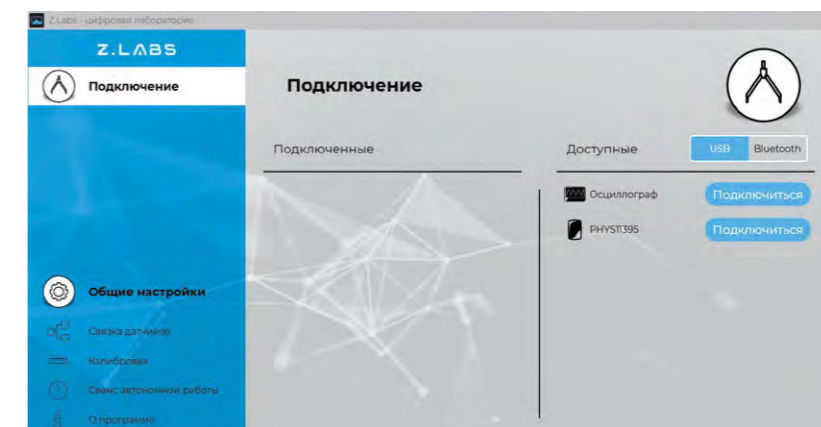 Z.Labs - цифровая лаборатория
Z.LABS
Подключение
Общие настройки
Связка датчиков
Калибровка
Сеанс автономной работы
О программе
Подключение
Подключенные
Доступные
USB Bluetooth
Осциллограф Подключиться
PHYS11395 Подключиться